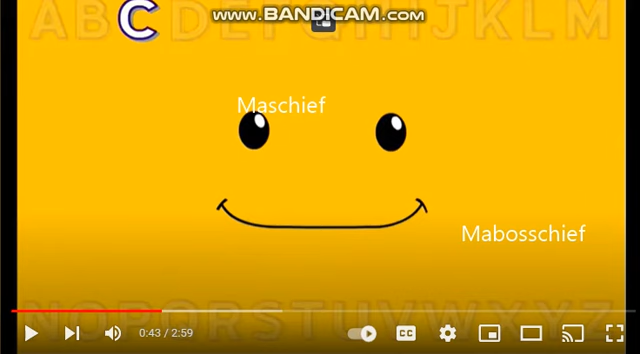 www.BANDICAM.com
A B C D E F G H I J K L M
Maschief
Mabosschief
N O P Q R S T U V W X Y Z
0:43 / 2:59
CC